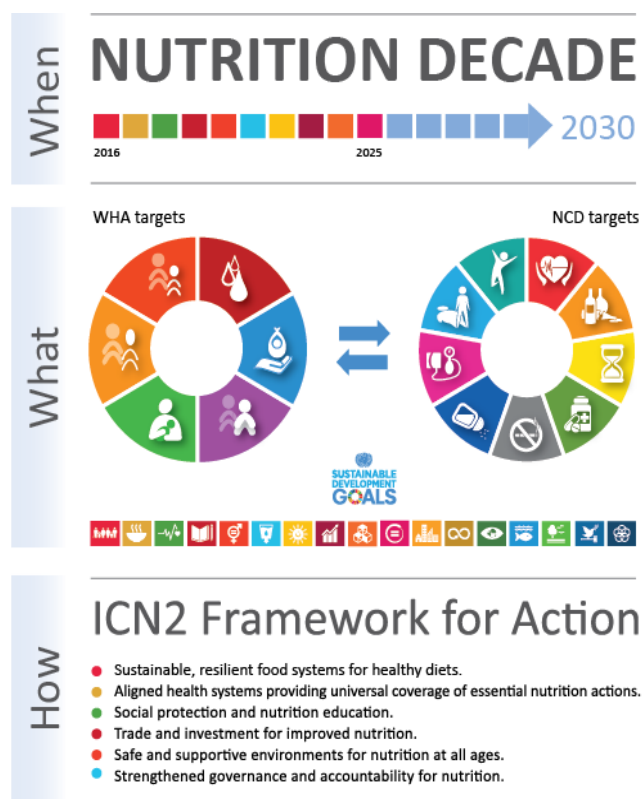 When
NUTRITION DECADE
2030
2016
2025
What
WHA targets
NCD targets
SUSTAINABLE
DEVELOPMENT
GOALS
How
ICN2 Framework for Action
Sustainable, resilient food systems for healthy diets.
Aligned health systems providing universal coverage of essential nutrition actions.
Social protection and nutrition education.
Trade and investment for improved nutrition.
Safe and supportive environments for nutrition at all ages.
Strengthened governance and accountability for nutrition.